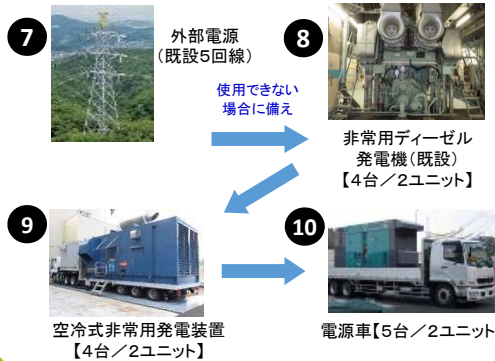 7
外部電源
（既設5回線）
使用できない
場合に備え
8
非常用ディーゼル
発電機（既設）
【4台／2ユニット】
9
空冷式非常用発電装置
【4台／2ユニット】
10
電源車【5台／2ユニット